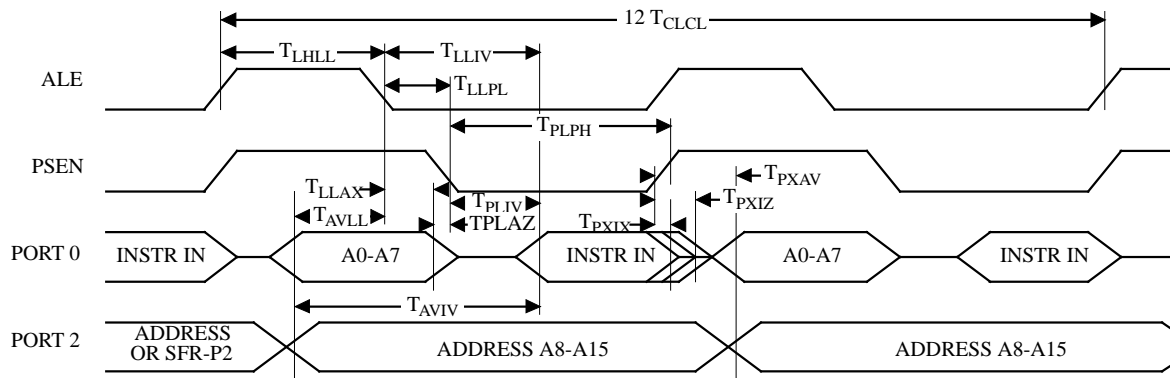 12 TCLCL
TLHLL TLLIV
ALE
TLLPL
TPLPH
PSEN
TLLAX TPXAV
TPLIV TPXIZ
TAVLL TPLAZ TPXIX
PORT 0 INSTR IN A0-A7 INSTR IN A0-A7 INSTR IN
TAVIV
PORT 2 ADDRESS
OR SFR-P2 ADDRESS A8-A15 ADDRESS A8-A15